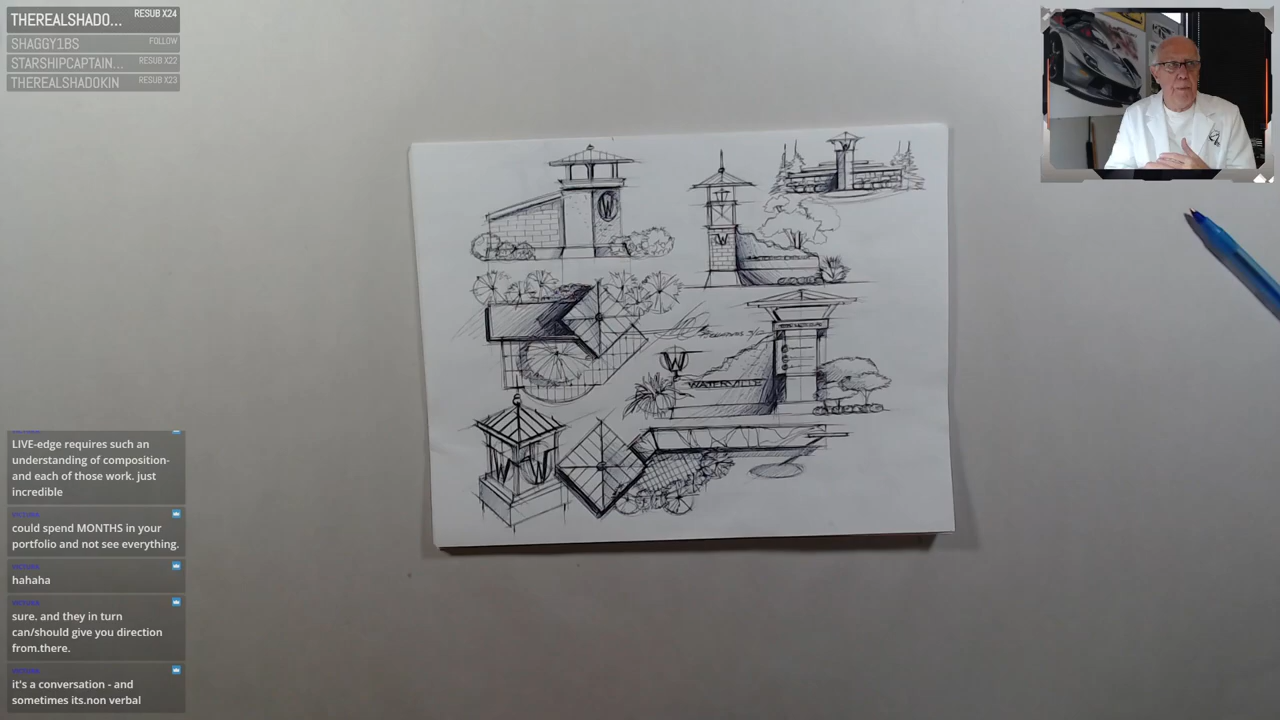 THEREALSHADO... RESUB X24
SHAGGY1BS FOLLOW
STARSHIPCAPTAIN... RESUB X22
THEREALSHADOKIN RESUB X23
LIVE-edge requires such an
understanding of composition-
and each of those work. just
incredible
could spend MONTHS in your
portfolio and not see everything.
hahaha
sure. and they in turn
can/should give you direction
from.there.
it's a conversation - and
sometimes its.non verbal
W
W
W
WATERVILLE
W W